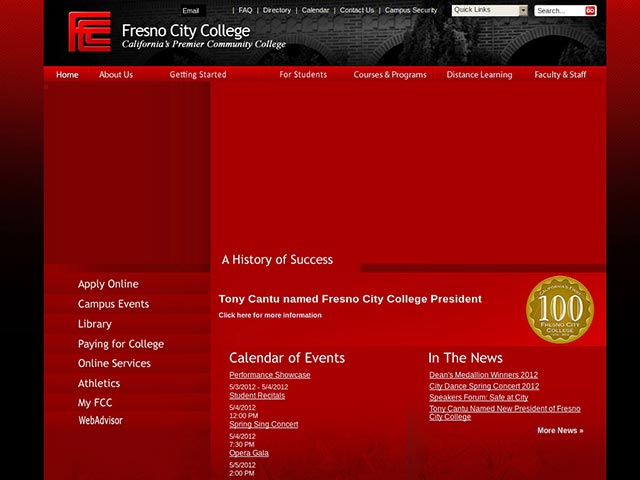 FCC
Fresno City College
California's Premier Community College
Email | FAQ | Directory | Calendar | Contact Us | Campus Security
Quick Links
Search...
GO
Home About Us Getting Started For Students Courses & Programs Distance Learning Faculty & Staff
A History of Success
Apply Online
Campus Events
Library
Paying for College
Online Services
Athletics
My FCC
WebAdvisor
Tony Cantu named Fresno City College President
Click here for more information
CALIFORNIA'S FIRST
100
FRESNO CITY
COLLEGE
Calendar of Events
Performance Showcase
5/3/2012 - 5/4/2012
Student Recitals
5/4/2012
12:00 PM
Spring Sing Concert
5/4/2012
7:30 PM
Opera Gala
5/5/2012
2:00 PM
In The News
Dean's Medallion Winners 2012
City Dance Spring Concert 2012
Speakers Forum: Safe at City
Tony Cantu Named New President of Fresno
City College
More News »